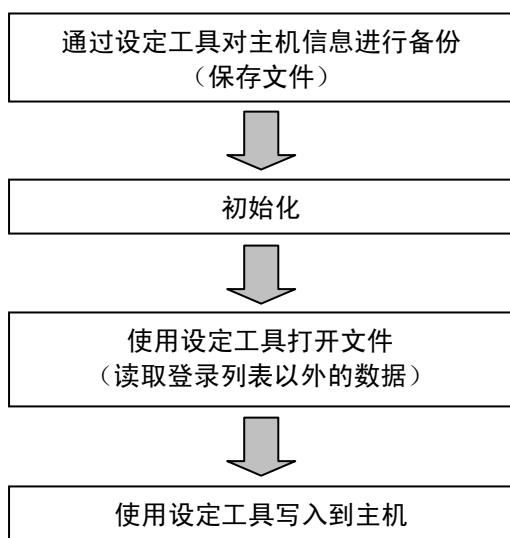 通过设定工具对主机信息进行备份
（保存文件）
初始化
使用设定工具打开文件
（读取登录列表以外的数据）
使用设定工具写入到主机